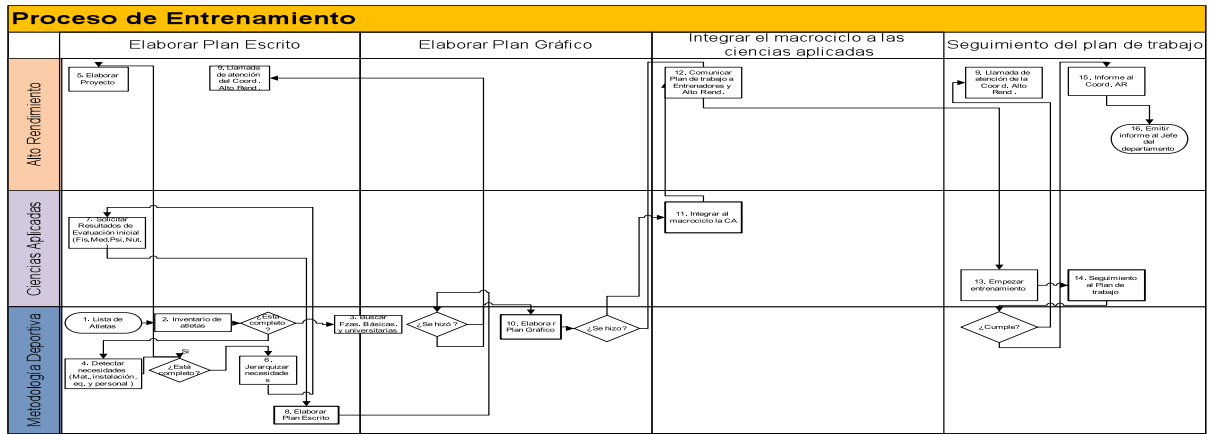 Proceso de Entrenamiento
Elaborar Plan Escrito
Elaborar Plan Gráfico
Integrar el macrociclo a las
ciencias aplicadas
Seguimiento del plan de trabajo
Alto Rendimiento
5. Elaborar
Proyecto
9. Llamada
de atención
del Coord.
Alto Rend.
12. Comunicar
Plan de trabajo a
Entrenadores y
Alto Rend.
9. Llamada de
atención de la
Coord. Alto
Rend.
15. Informe al
Coord. AR
16. Emitir
informe al Jefe
del
departamento
Ciencias Aplicadas
7. Solicitar
Resultados de
Evaluación inicial
(Fis, Med, Psi, Nut,
)
11. Integrar al
macrociclo la CA
13. Empezar
entrenamiento
14. Seguimiento
al Plan de
trabajo
Metodología Deportiva
1. Lista de
Atletas
2. Inventario de
atletas
¿Está
completo
?
3. Buscar
Fzas. Básicas.
y universitarias
¿Se hizó ?
10. Elabora r
Plan Gráfico
¿Se hizo?
¿Cumple?
4. Detectar
necesidades
(Mat., instalación,
eq. y personal )
Si
¿Está
completo?
6.
Jerarquizar
necesidade
s
8. Elaborar
Plan Escrito